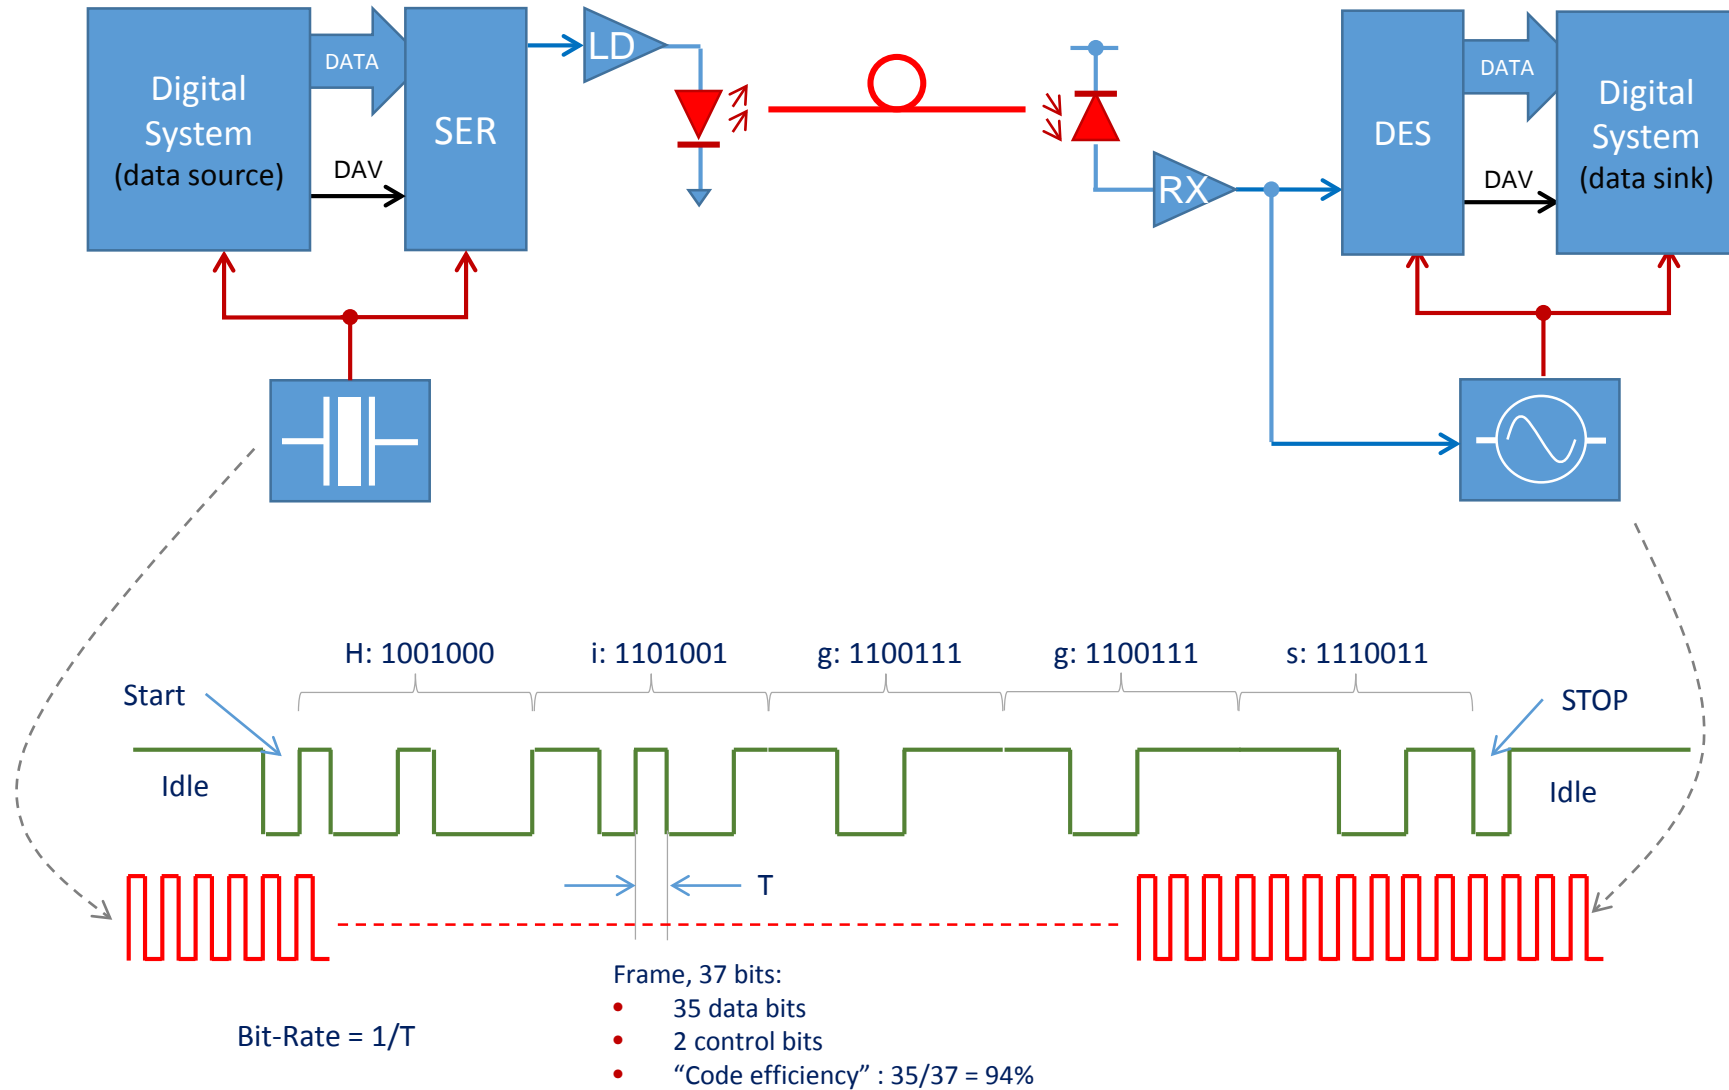 Digital
System
(data source)
DATA
DAV
SER
LD
RX
DES
DATA
DAV
Digital
System
(data sink)
H: 1001000
i: 1101001
g: 1100111
g: 1100111
s: 1110011
Start
STOP
Idle
Idle
T
Frame, 37 bits:
• 35 data bits
• 2 control bits
• “Code efficiency” : 35/37 = 94%
Bit-Rate = 1/T